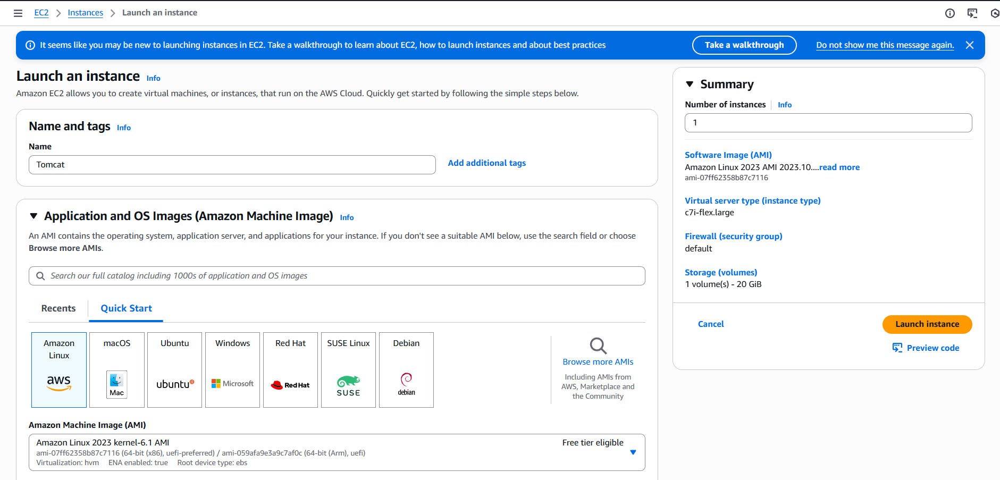 EC2 > Instances > Launch an instance
It seems like you may be new to launching instances in EC2. Take a walkthrough to learn about EC2, how to launch instances and about best practices
Take a walkthrough
Do not show me this message again.
Launch an instance Info
Amazon EC2 allows you to create virtual machines, or instances, that run on the AWS Cloud. Quickly get started by following the simple steps below.
Name and tags Info
Name
Tomcat
Add additional tags
Application and OS Images (Amazon Machine Image) Info
An AMI contains the operating system, application server, and applications for your instance. If you don't see a suitable AMI below, use the search field or choose
Browse more AMIs.
Search our full catalog including 1000s of application and OS images
Recents
Quick Start
Amazon
Linux
aws
macOS
Mac
Ubuntu
ubuntu
Windows
Microsoft
Red Hat
Red Hat
SUSE Linux
SUSE
Debian
debian
Browse more AMIs
Including AMIs from
AWS, Marketplace and
the Community
Amazon Machine Image (AMI)
Amazon Linux 2023 kernel-6.1 AMI
Free tier eligible
ami-07ff62358b87c7116 (64-bit (x86), uefi-preferred) / ami-059afa9e3a9c7af0c (64-bit (Arm), uefi)
Virtualization: hvm ENA enabled: true Root device type: ebs
Summary
Number of instances Info
1
Software Image (AMI)
Amazon Linux 2023 AMI 2023.10....read more
ami-07ff62358b87c7116
Virtual server type (instance type)
c7i-flex.large
Firewall (security group)
default
Storage (volumes)
1 volume(s) - 20 GiB
Cancel
Launch instance
Preview code